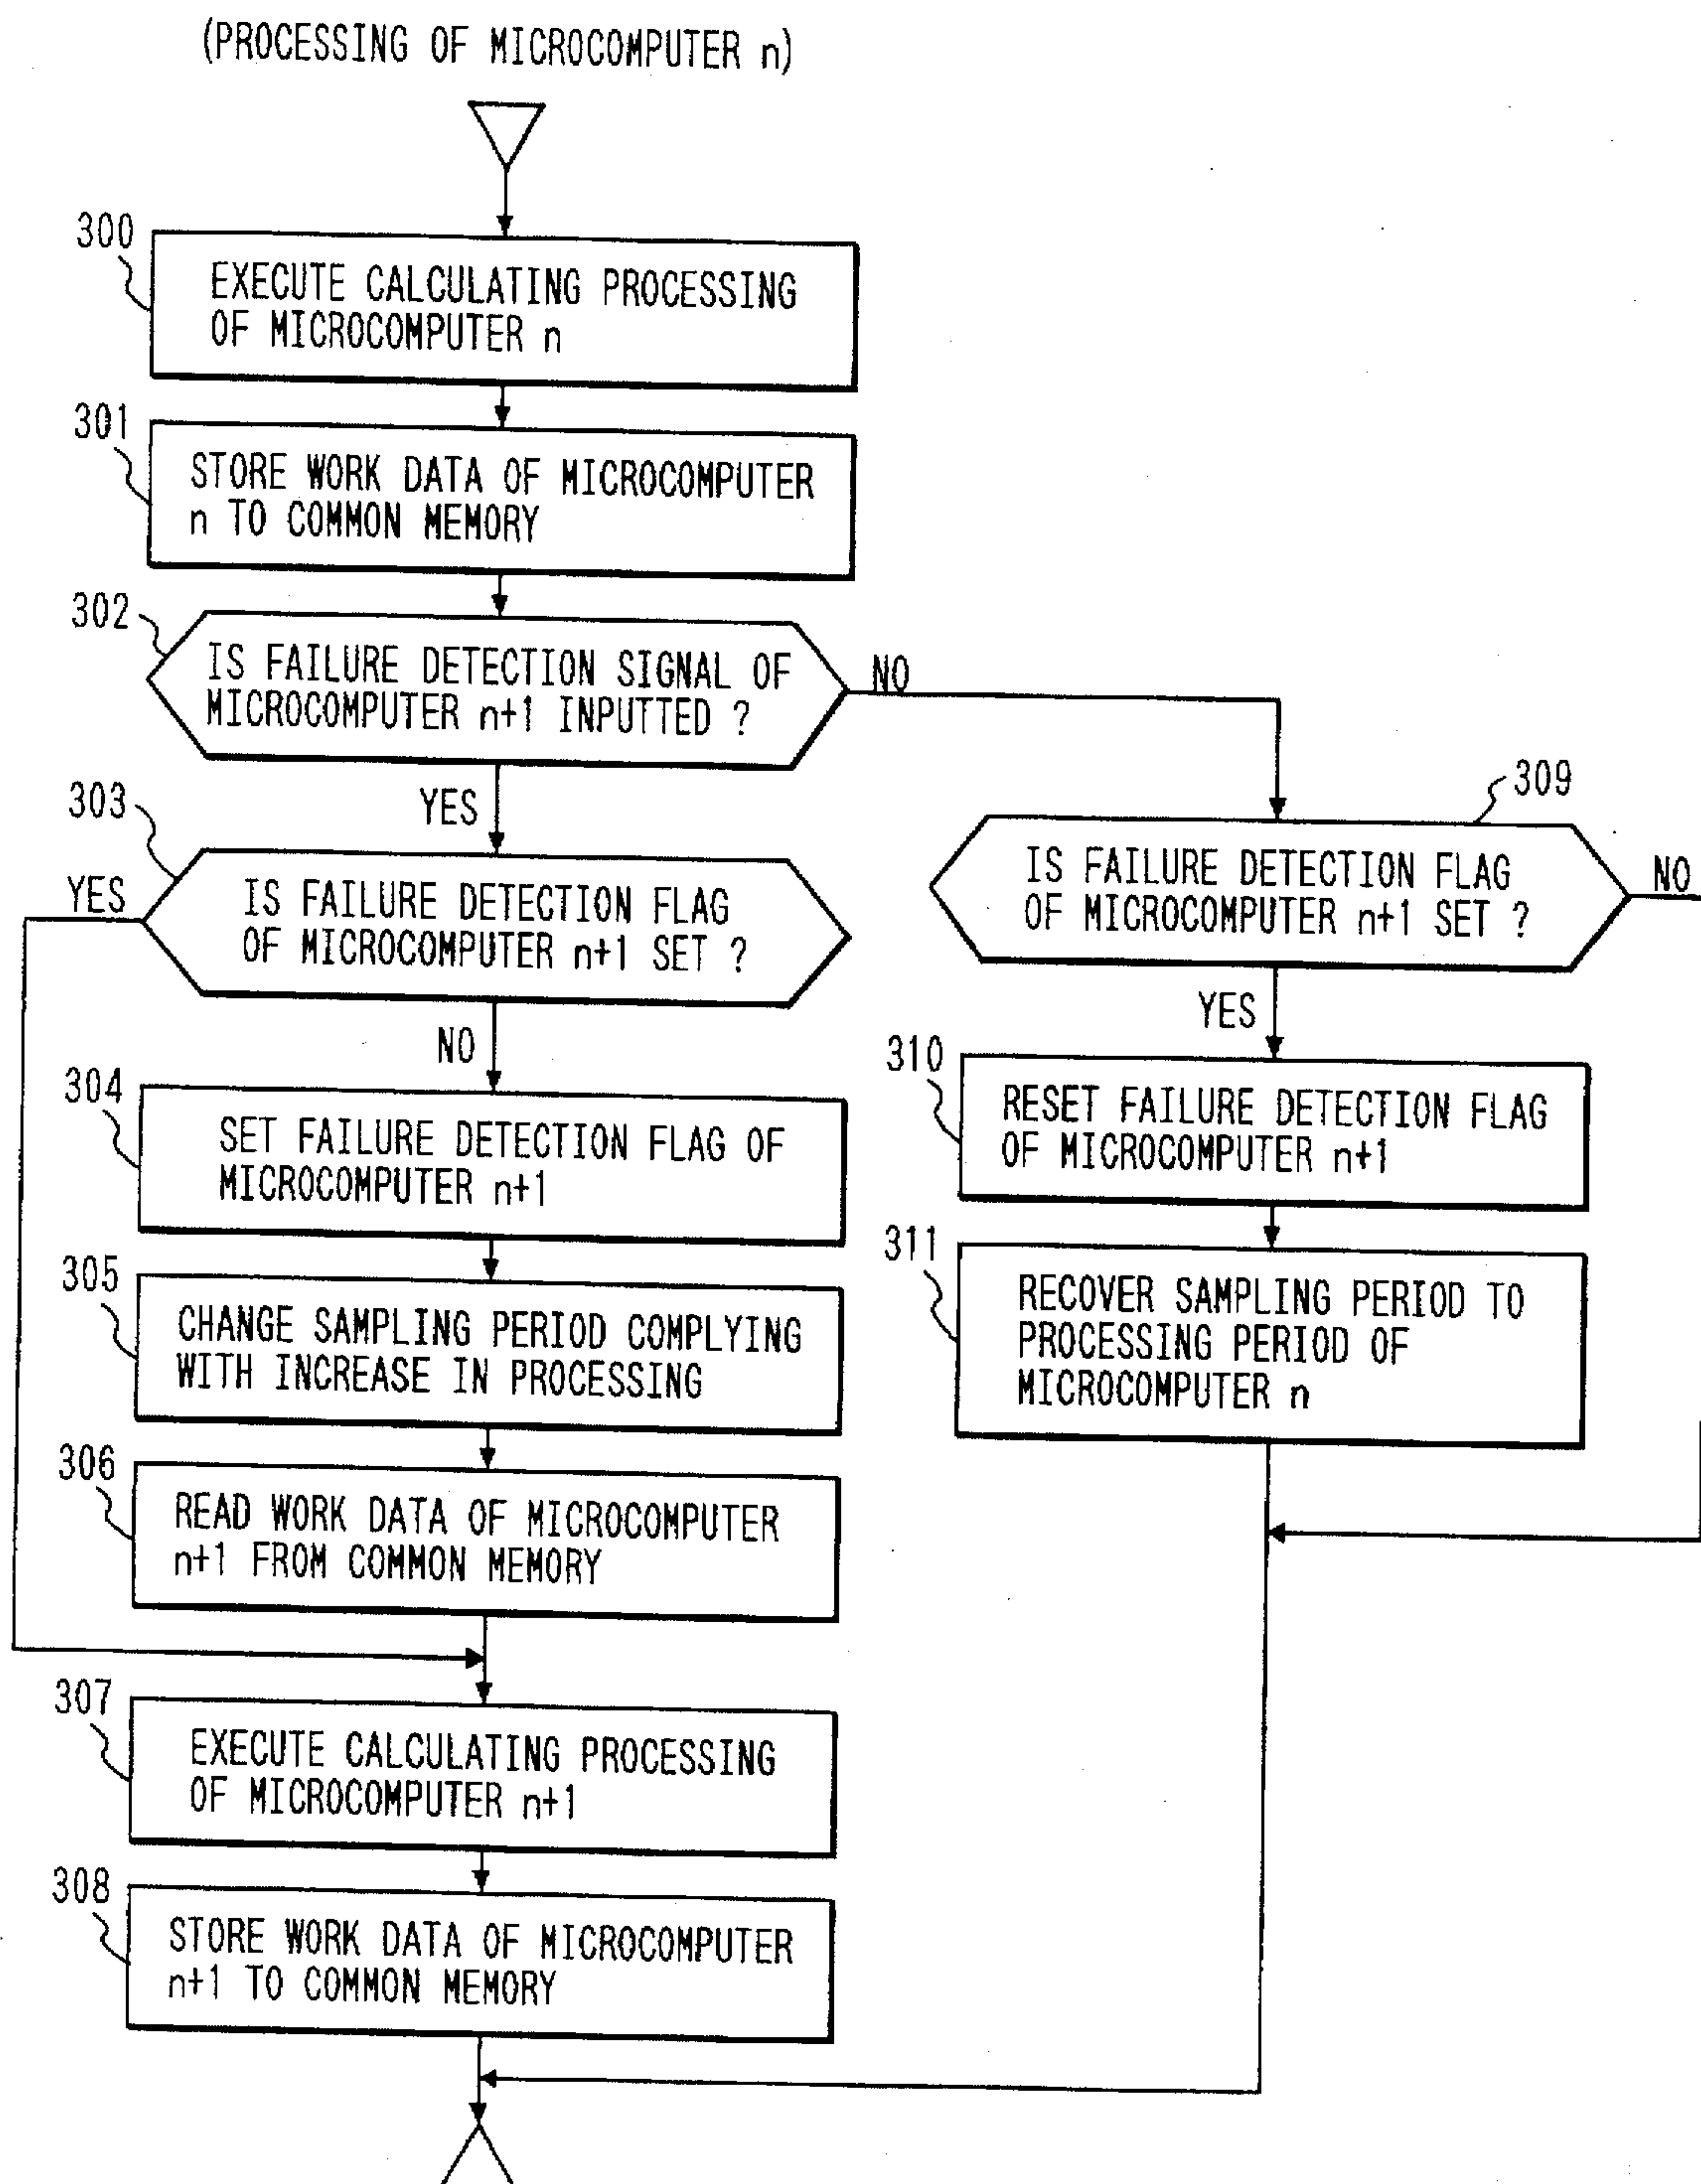 (PROCESSING OF MICROCOMPUTER n)
300
EXECUTE CALCULATING PROCESSING
OF MICROCOMPUTER n
301
STORE WORK DATA OF MICROCOMPUTER
n TO COMMON MEMORY
302
IS FAILURE DETECTION SIGNAL OF
MICROCOMPUTER n+1 INPUTTED ?
NO
YES
303
YES
IS FAILURE DETECTION FLAG
OF MICROCOMPUTER n+1 SET ?
NO
304
SET FAILURE DETECTION FLAG OF
MICROCOMPUTER n+1
305
CHANGE SAMPLING PERIOD COMPLYING
WITH INCREASE IN PROCESSING
306
READ WORK DATA OF MICROCOMPUTER
n+1 FROM COMMON MEMORY
307
EXECUTE CALCULATING PROCESSING
OF MICROCOMPUTER n+1
308
STORE WORK DATA OF MICROCOMPUTER
n+1 TO COMMON MEMORY
309
IS FAILURE DETECTION FLAG
OF MICROCOMPUTER n+1 SET ?
NO
YES
310
RESET FAILURE DETECTION FLAG
OF MICROCOMPUTER n+1
311
RECOVER SAMPLING PERIOD TO
PROCESSING PERIOD OF
MICROCOMPUTER n